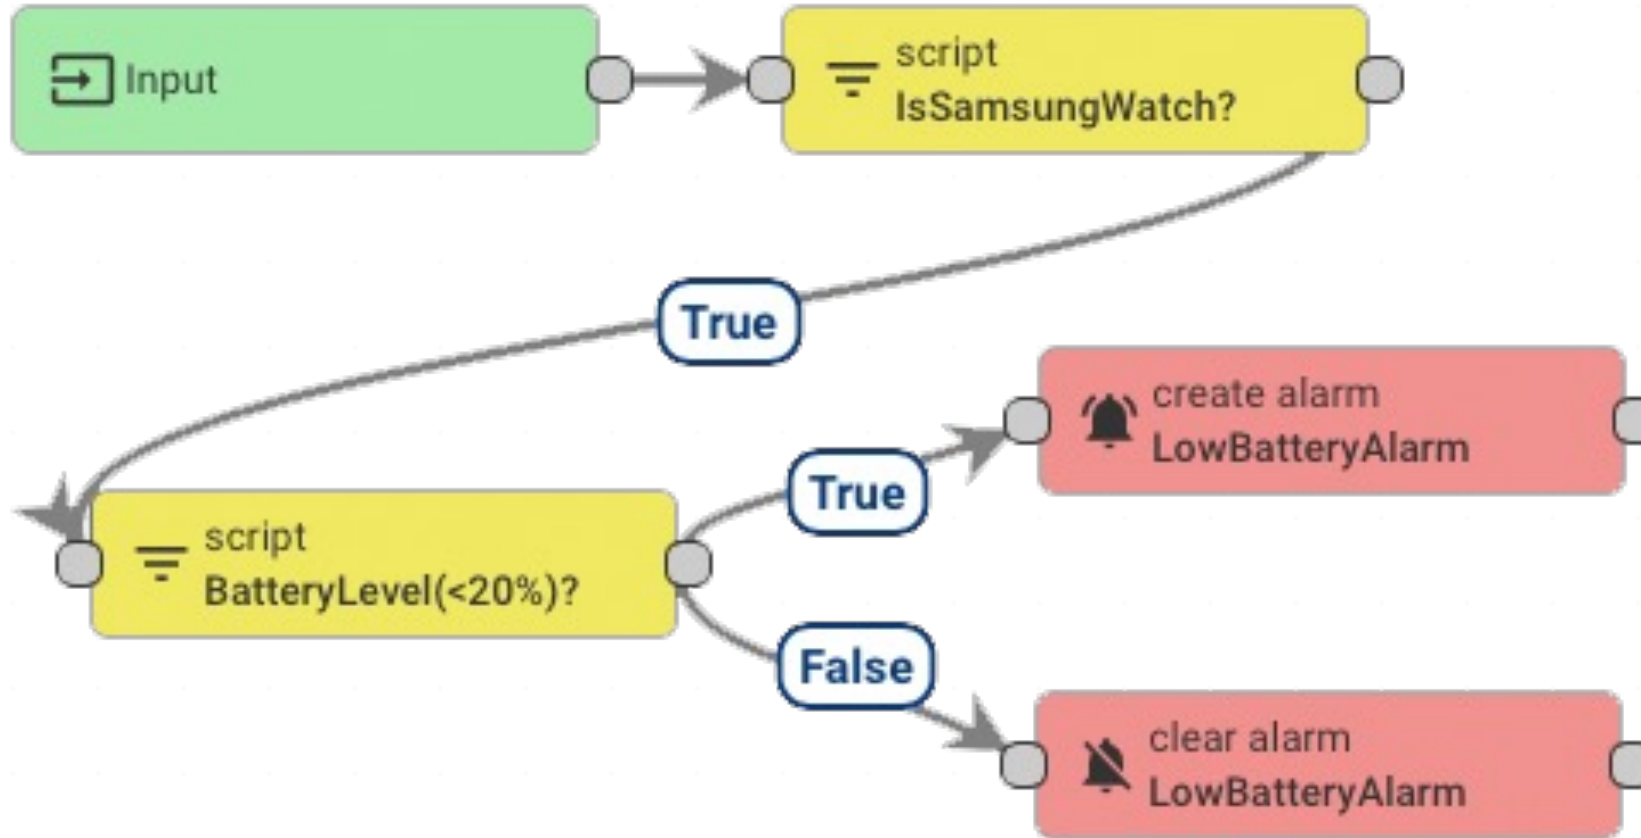 Input
script
IsSamsungWatch?
True
create alarm
LowBatteryAlarm
True
script
BatteryLevel(<20%)?
False
clear alarm
LowBatteryAlarm